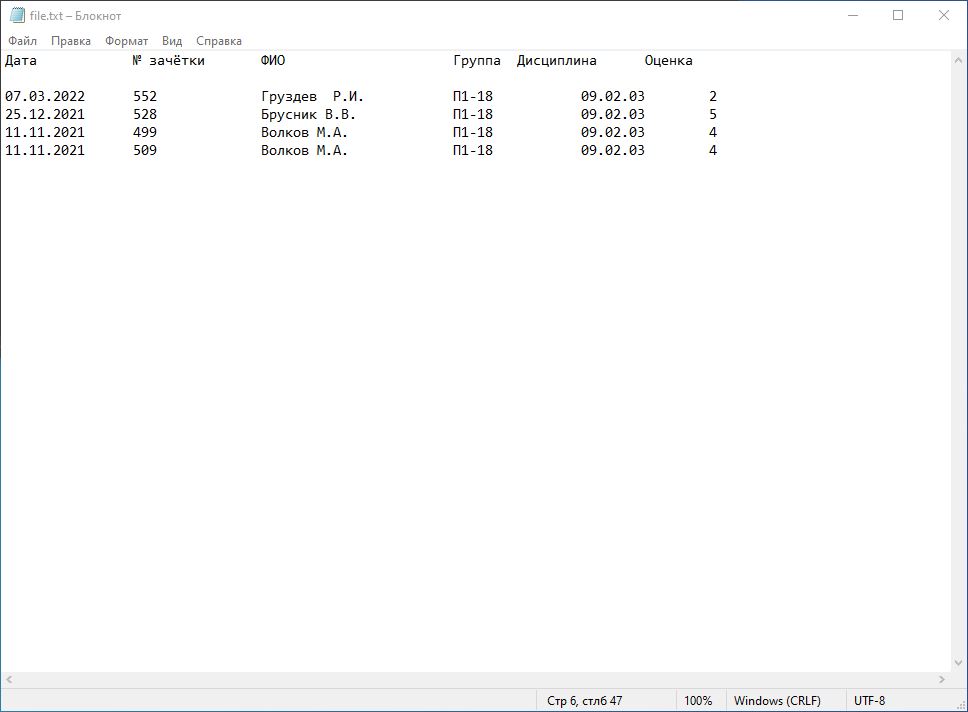 file.txt – Блокнот
Файл Правка Формат Вид Справка
Дата № зачётки ФИО Группа Дисциплина Оценка
07.03.2022 552 Груздев Р.И. П1-18 09.02.03 2
25.12.2021 528 Брусник В.В. П1-18 09.02.03 5
11.11.2021 499 Волков М.А. П1-18 09.02.03 4
11.11.2021 509 Волков М.А. П1-18 09.02.03 4
Стр 6, стлб 47 100% Windows (CRLF) UTF-8